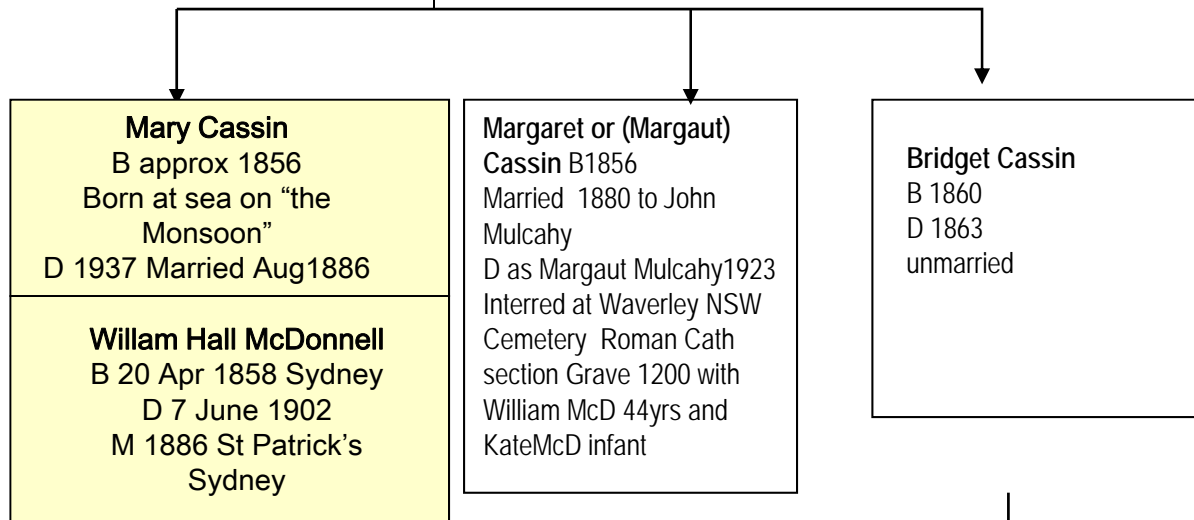 Mary Cassin
B approx 1856
Born at sea on “the
Monsoon”
D 1937 Married Aug1886
Willam Hall McDonnell
B 20 Apr 1858 Sydney
D 7 June 1902
M 1886 St Patrick’s
Sydney
Margaret or (Margaut)
Cassin B1856
Married 1880 to John
Mulcahy
D as Margaut Mulcahy1923
Interred at Waverley NSW
Cemetery Roman Cath
section Grave 1200 with
William McD 44yrs and
KateMcD infant
Bridget Cassin
B 1860
D 1863
unmarried